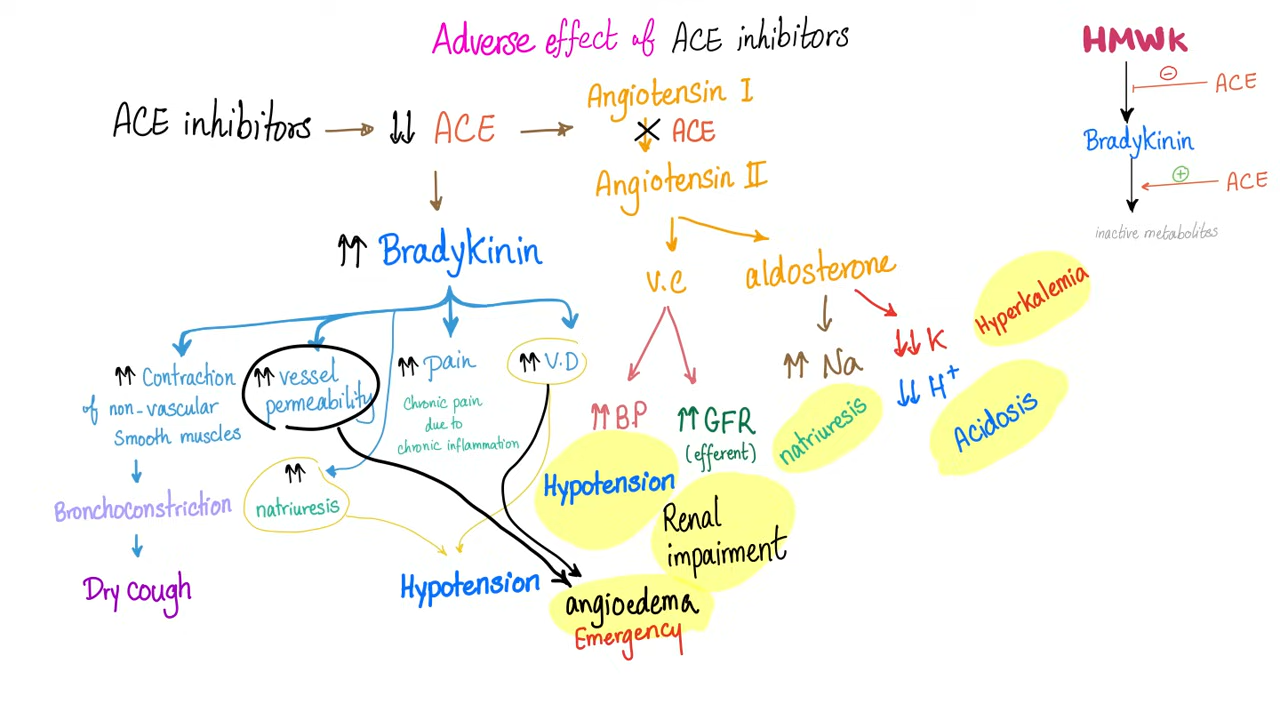 Adverse effect of ACE inhibitors
HMWK
⊖ ACE
Bradykinin
⊕ ACE
inactive metabolites
ACE inhibitors → ↓↓ ACE →
Angiotensin I
X ACE
Angiotensin II
↑↑ Bradykinin
V.C
aldosterone
Hyperkalemia
↑↑ Contraction
of non-vascular
Smooth muscles
Bronchoconstriction
Dry cough
↑↑ vessel
permeability
↑↑
natriuresis
↑↑ pain
Chronic pain
due to
chronic inflammation
↑↑ V.D
Hypotension
↑↑ BP
Hypotension
↑↑ GFR
(efferent)
Renal
impairment
↑↑ Na
natriuresis
↓↓ K
↓↓ H⁺
Acidosis
angioedema
Emergency